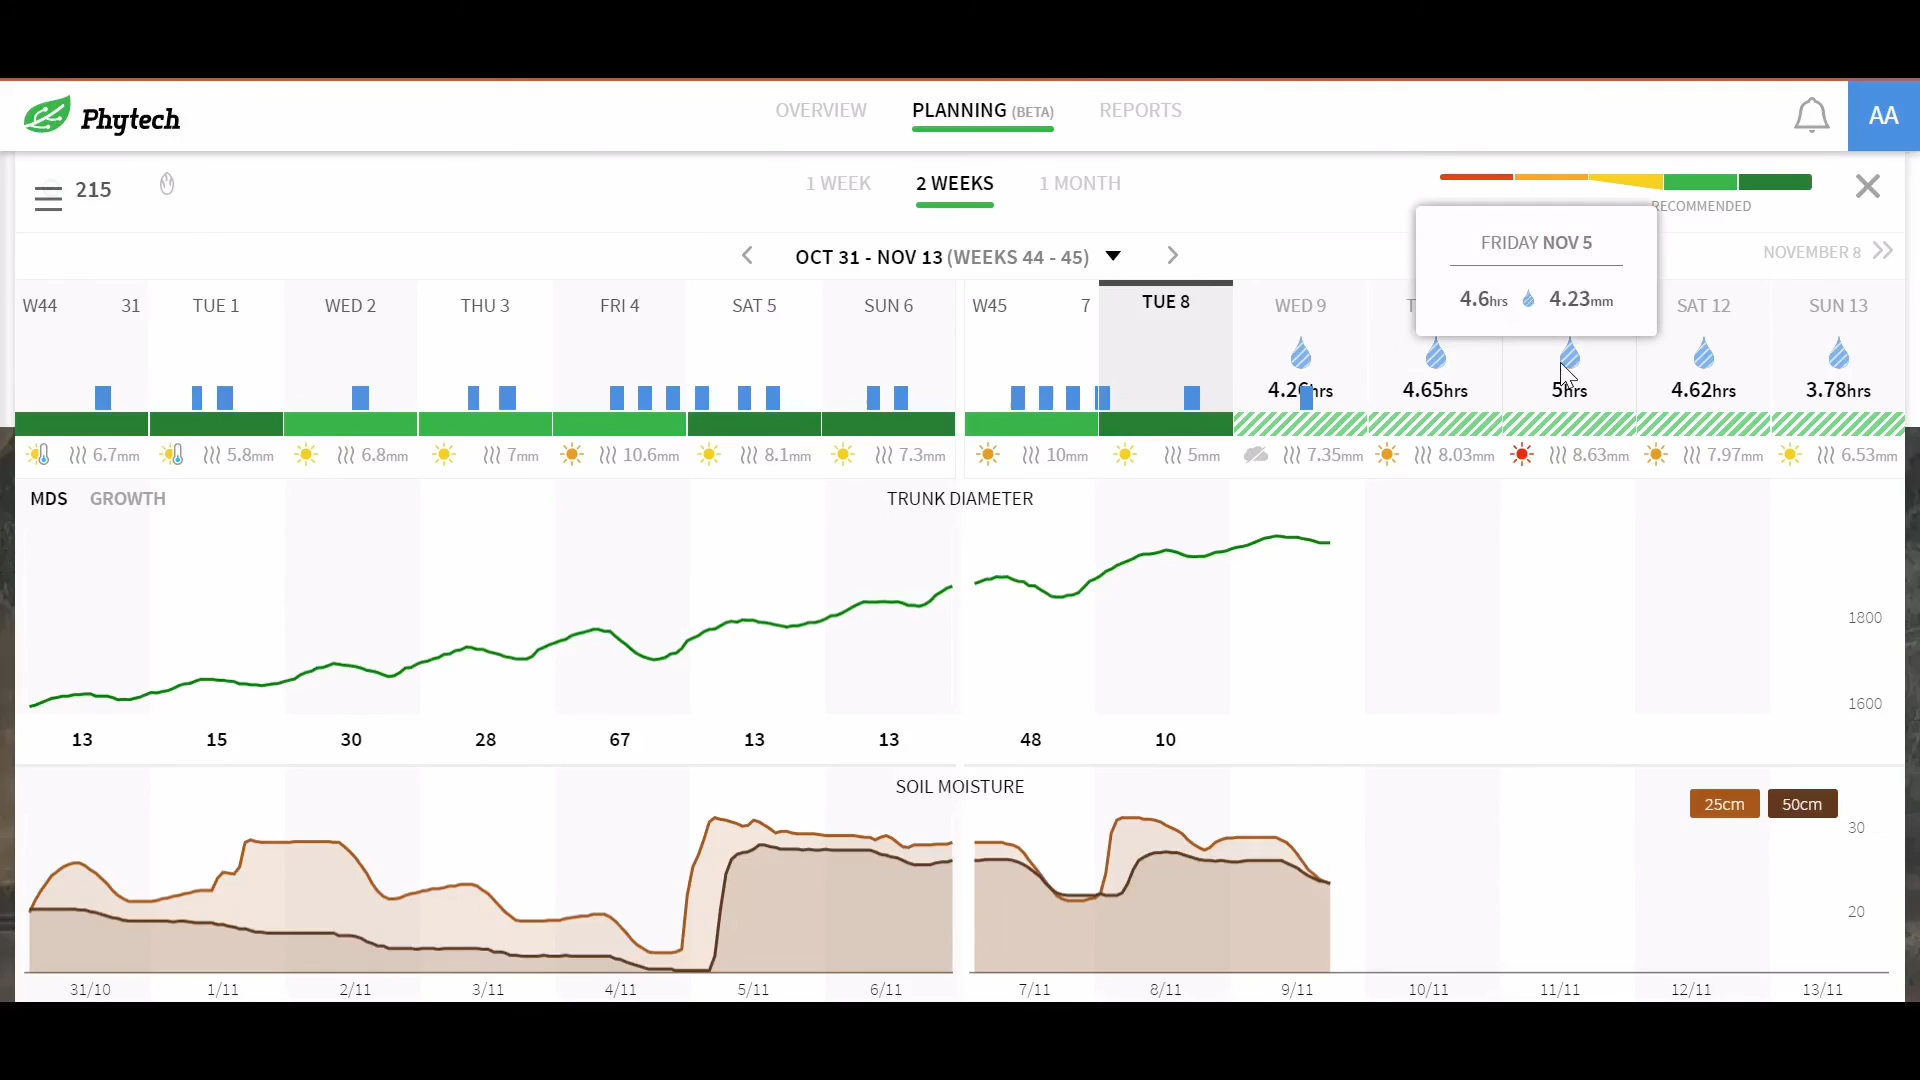 Phytech
OVERVIEW
PLANNING (BETA)
REPORTS
AA
215
1 WEEK
2 WEEKS
1 MONTH
RECOMMENDED
OCT 31 - NOV 13 (WEEKS 44 - 45)
NOVEMBER 8
FRIDAY NOV 5
4.6hrs 4.23mm
W44 31 TUE 1 WED 2 THU 3 FRI 4 SAT 5 SUN 6 W45 7 TUE 8 WED 9 SAT 12 SUN 13
4.26hrs 4.65hrs 5hrs 4.62hrs 3.78hrs
6.7mm 5.8mm 6.8mm 7mm 10.6mm 8.1mm 7.3mm 10mm 5mm 7.35mm 8.03mm 8.63mm 7.97mm 6.53mm
MDS GROWTH TRUNK DIAMETER
1800
1600
13 15 30 28 67 13 13 48 10
SOIL MOISTURE
25cm 50cm
30
20
31/10 1/11 2/11 3/11 4/11 5/11 6/11 7/11 8/11 9/11 10/11 11/11 12/11 13/11